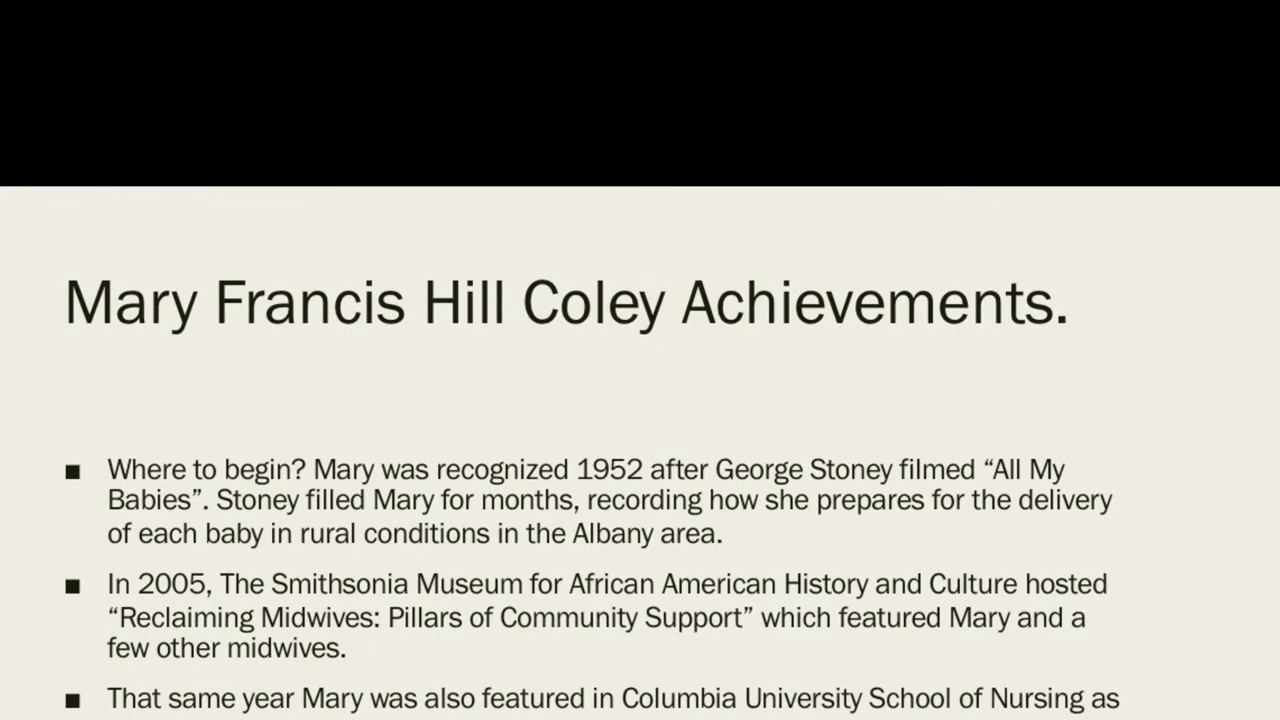 Mary Francis Hill Coley Achievements.
■ Where to begin? Mary was recognized 1952 after George Stoney filmed “All My
Babies”. Stoney filled Mary for months, recording how she prepares for the delivery
of each baby in rural conditions in the Albany area.
■ In 2005, The Smithsonia Museum for African American History and Culture hosted
“Reclaiming Midwives: Pillars of Community Support” which featured Mary and a
few other midwives.
■ That same year Mary was also featured in Columbia University School of Nursing as